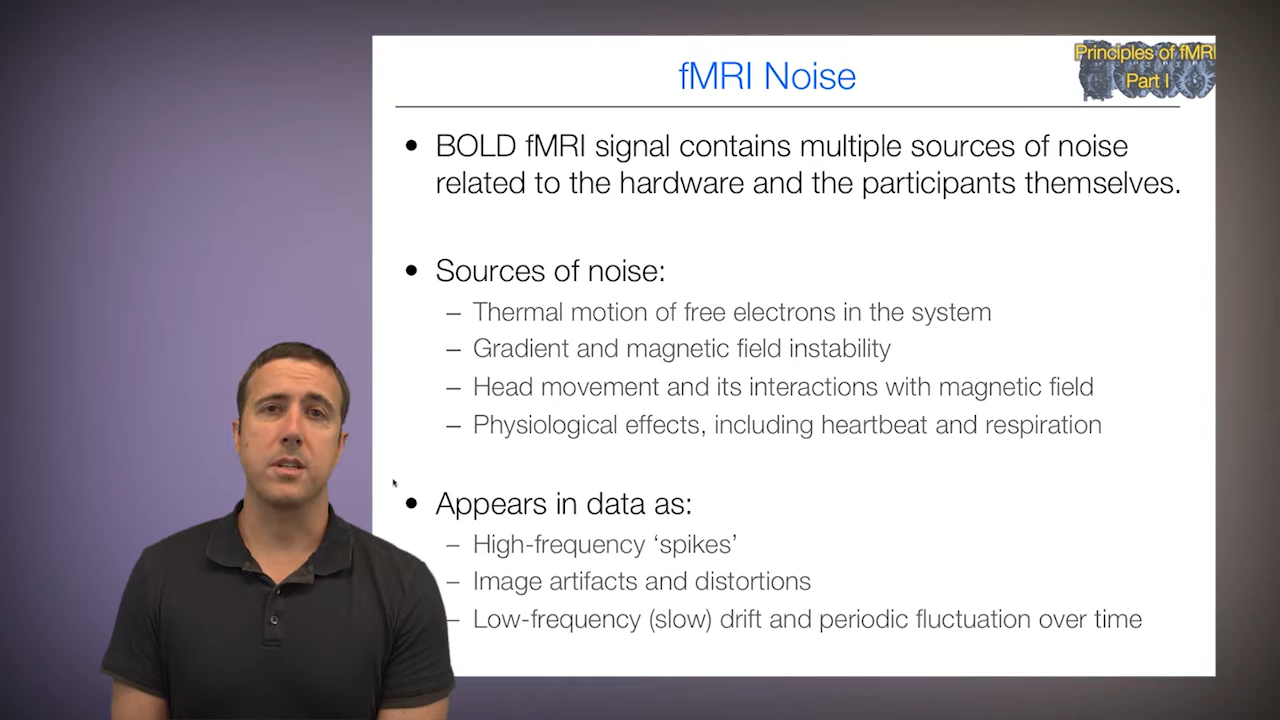 fMRI Noise
Principles of fMRI
Part I
• BOLD fMRI signal contains multiple sources of noise
related to the hardware and the participants themselves.
• Sources of noise:
– Thermal motion of free electrons in the system
– Gradient and magnetic field instability
– Head movement and its interactions with magnetic field
– Physiological effects, including heartbeat and respiration
• Appears in data as:
– High-frequency ‘spikes’
– Image artifacts and distortions
– Low-frequency (slow) drift and periodic fluctuation over time